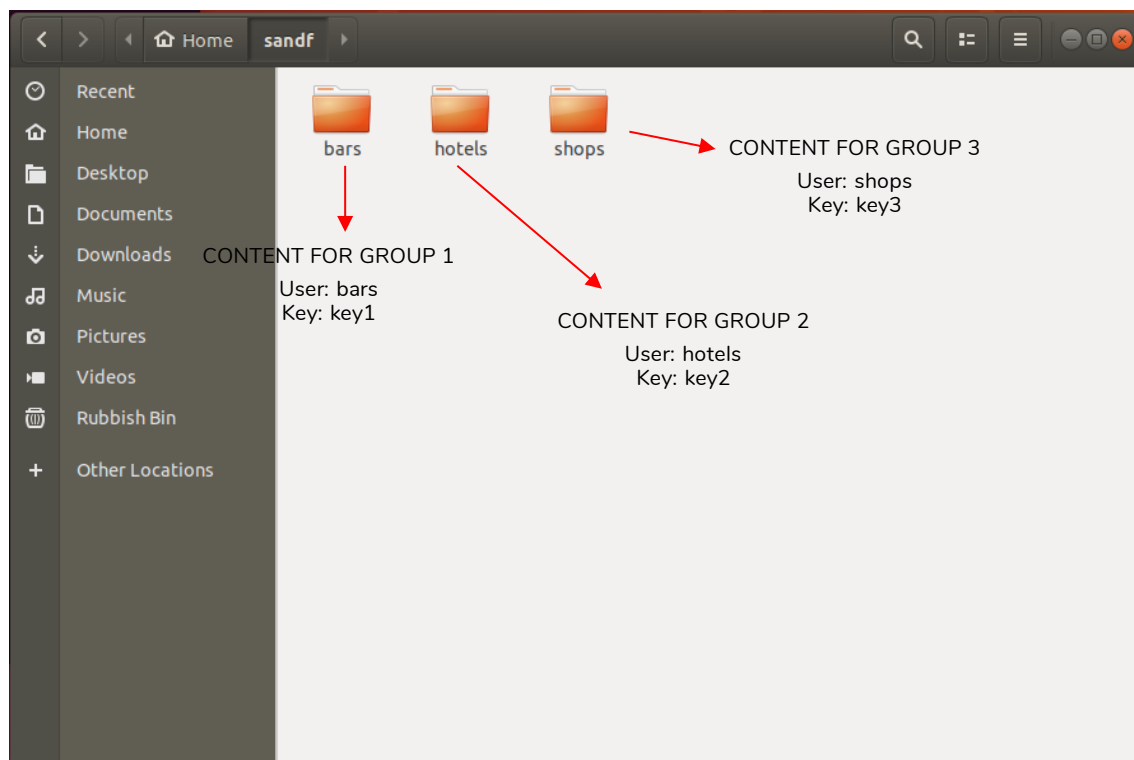 Home sandf
Recent
Home
Desktop
Documents
Downloads
Music
Pictures
Videos
Rubbish Bin
+ Other Locations
bars hotels shops
CONTENT FOR GROUP 3
User: shops
Key: key3
CONTENT FOR GROUP 1
User: bars
Key: key1
CONTENT FOR GROUP 2
User: hotels
Key: key2